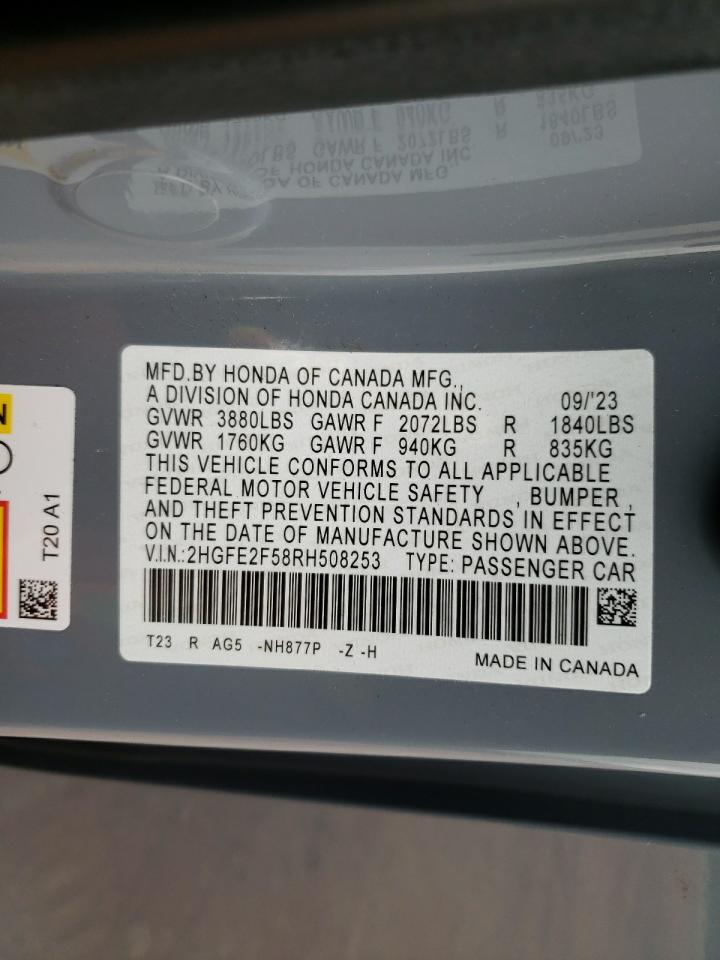 MFD.BY HONDA OF CANADA MFG.,
A DIVISION OF HONDA CANADA INC. 09/'23
GVWR 3880LBS GAWR F 2072LBS R 1840LBS
GVWR 1760KG GAWR F 940KG R 835KG
THIS VEHICLE CONFORMS TO ALL APPLICABLE
FEDERAL MOTOR VEHICLE SAFETY , BUMPER ,
AND THEFT PREVENTION STANDARDS IN EFFECT
ON THE DATE OF MANUFACTURE SHOWN ABOVE.
V.I.N.:2HGFE2F58RH508253 TYPE: PASSENGER CAR
T23 R AG5 -NH877P -Z -H
MADE IN CANADA
T20 A1